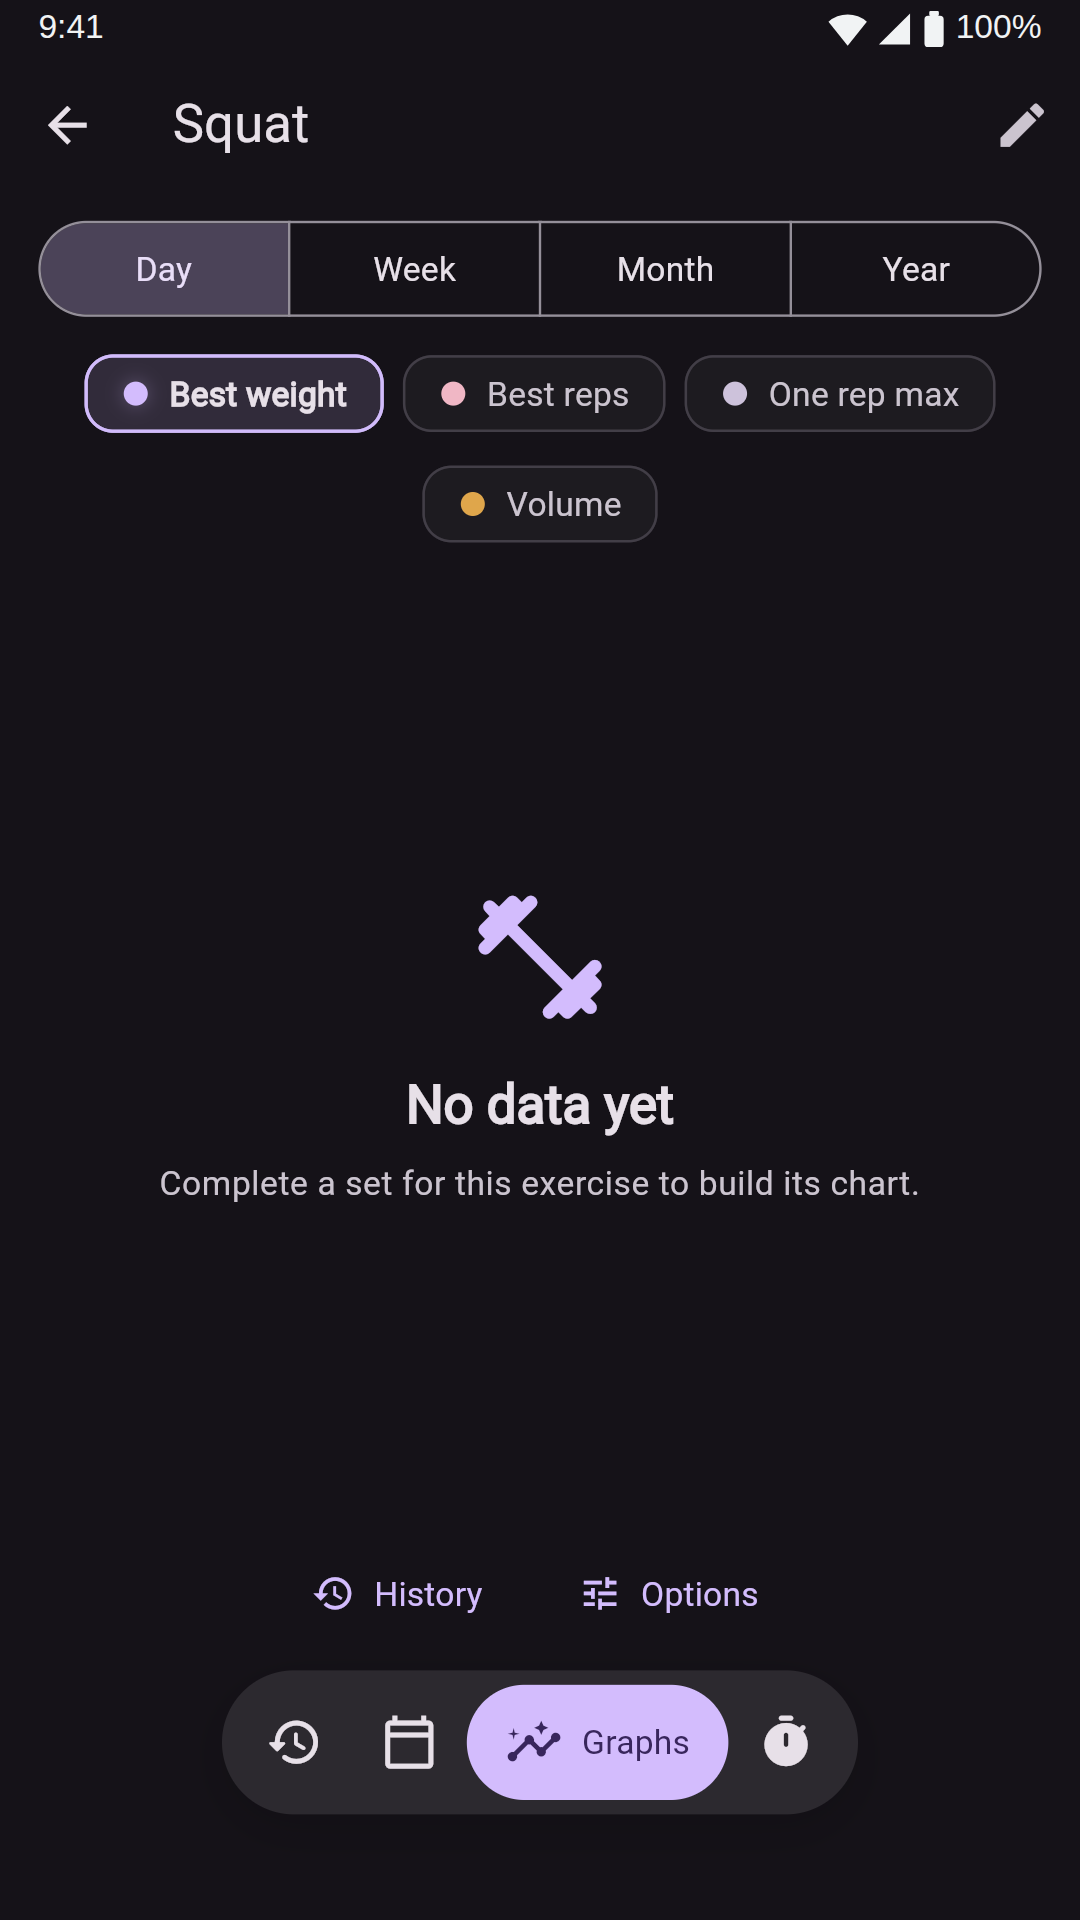 9:41 100%
Squat
Day Week Month Year
Best weight Best reps One rep max
Volume
No data yet
Complete a set for this exercise to build its chart.
History Options
Graphs